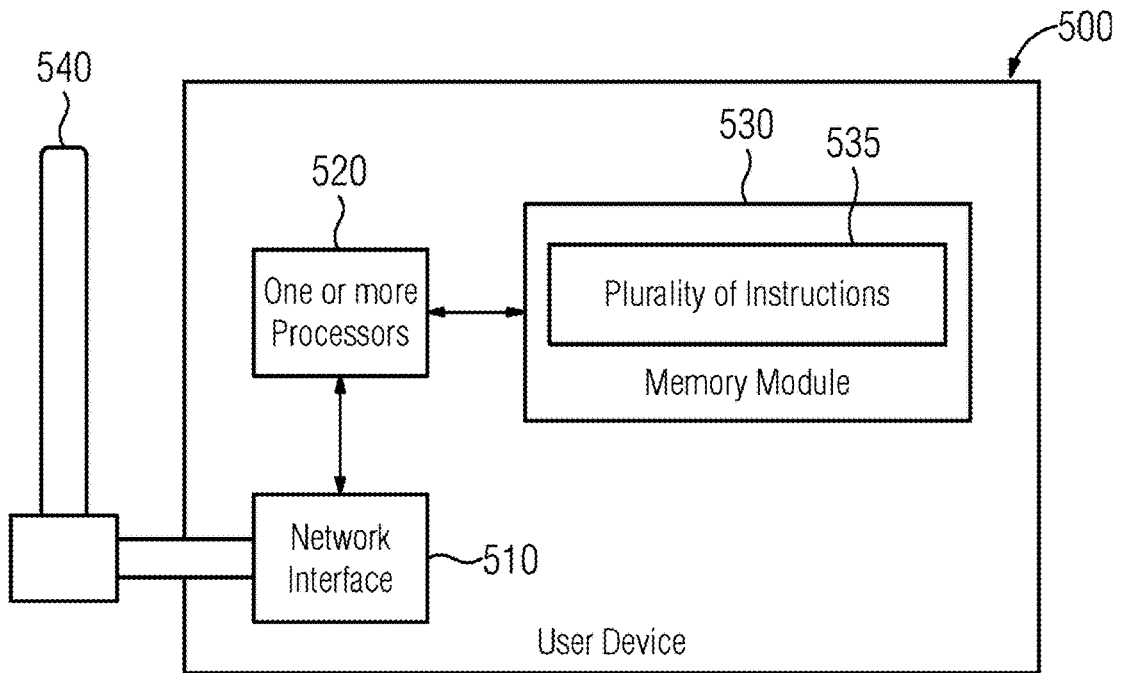 500
540
530
535
520
One or more
Processors
Plurality of Instructions
Memory Module
Network
Interface
510
User Device